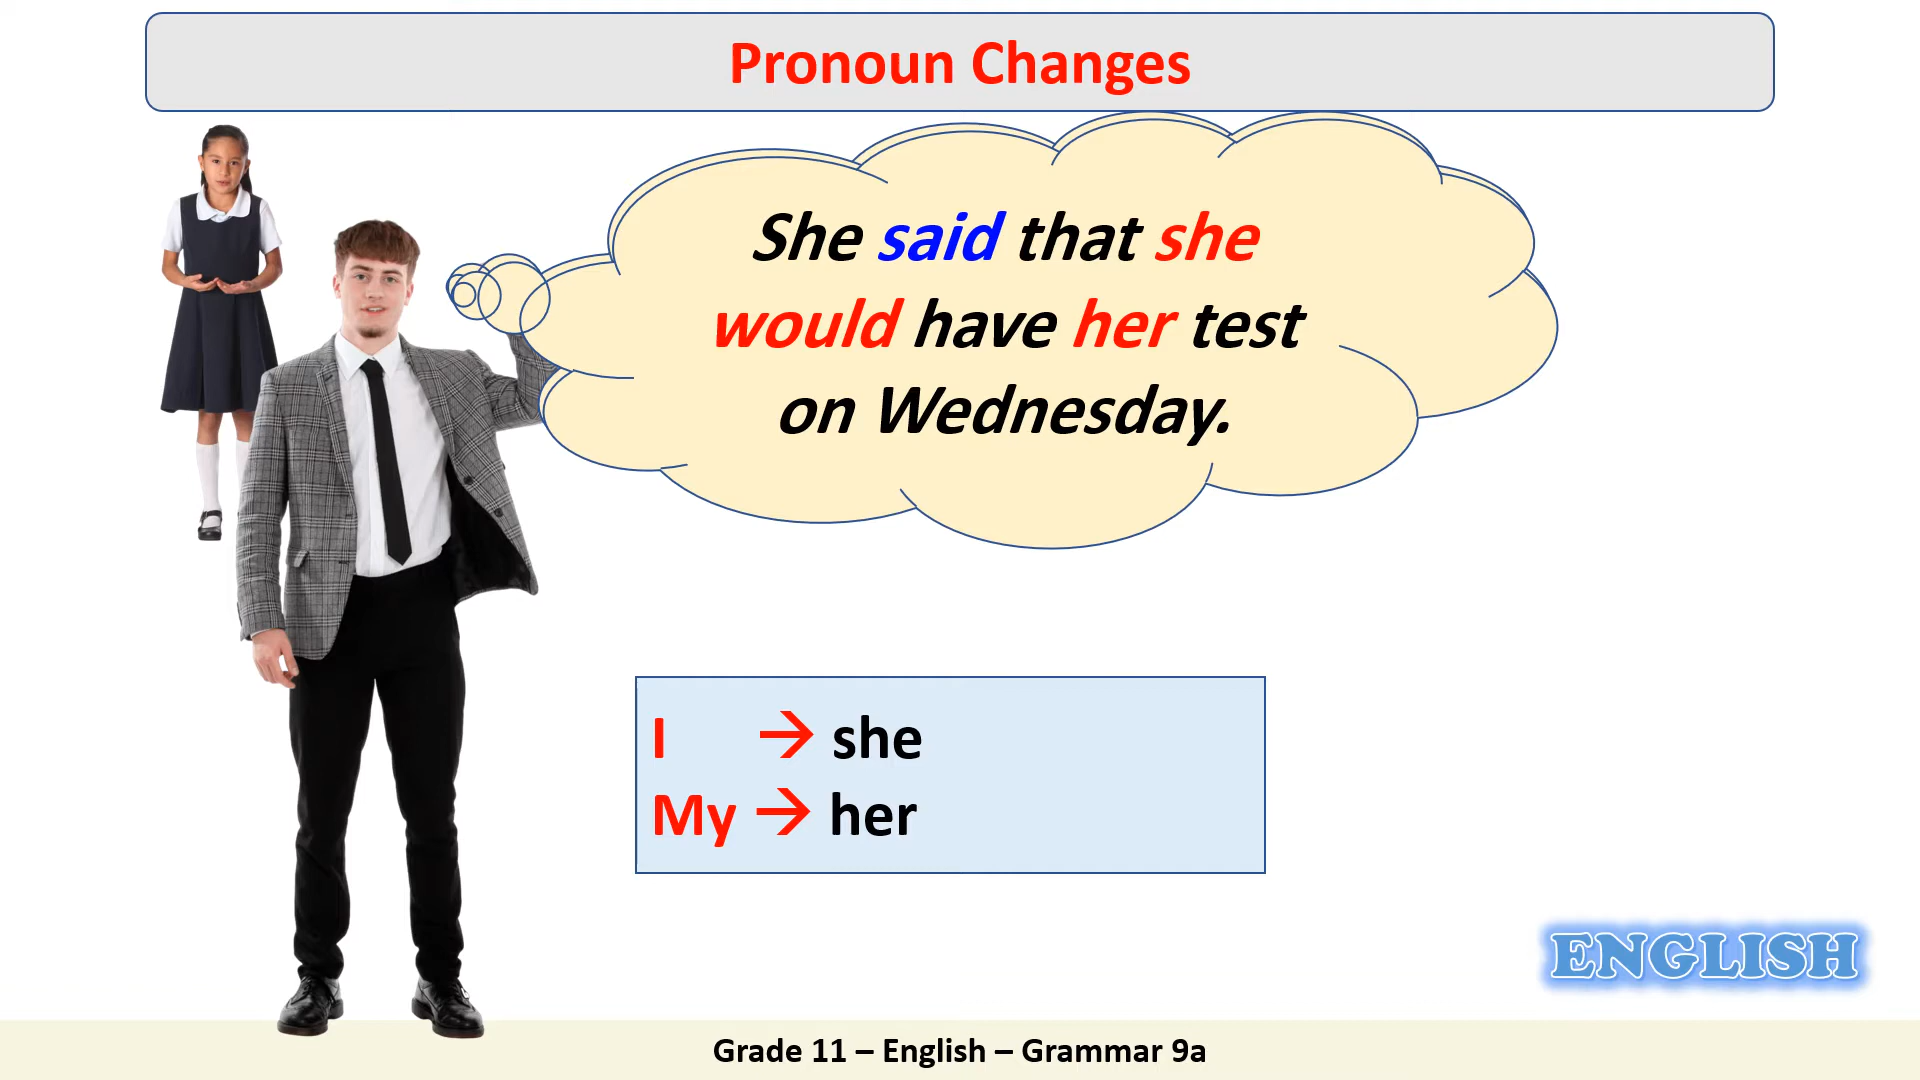 Pronoun Changes
She said that she
would have her test
on Wednesday.
I → she
My → her
ENGLISH
Grade 11 – English – Grammar 9a